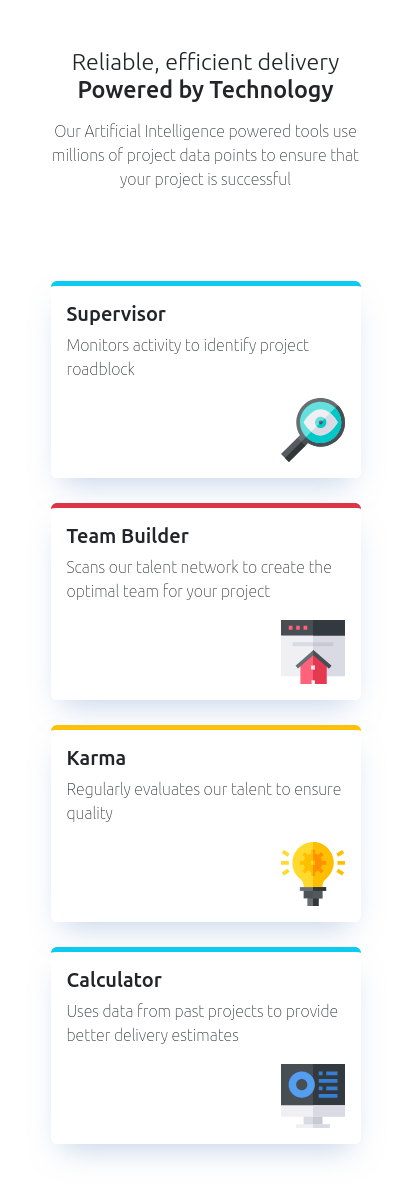 Reliable, efficient delivery
Powered by Technology
Our Artificial Intelligence powered tools use
millions of project data points to ensure that
your project is successful
Supervisor
Monitors activity to identify project
roadblock
Team Builder
Scans our talent network to create the
optimal team for your project
Karma
Regularly evaluates our talent to ensure
quality
Calculator
Uses data from past projects to provide
better delivery estimates